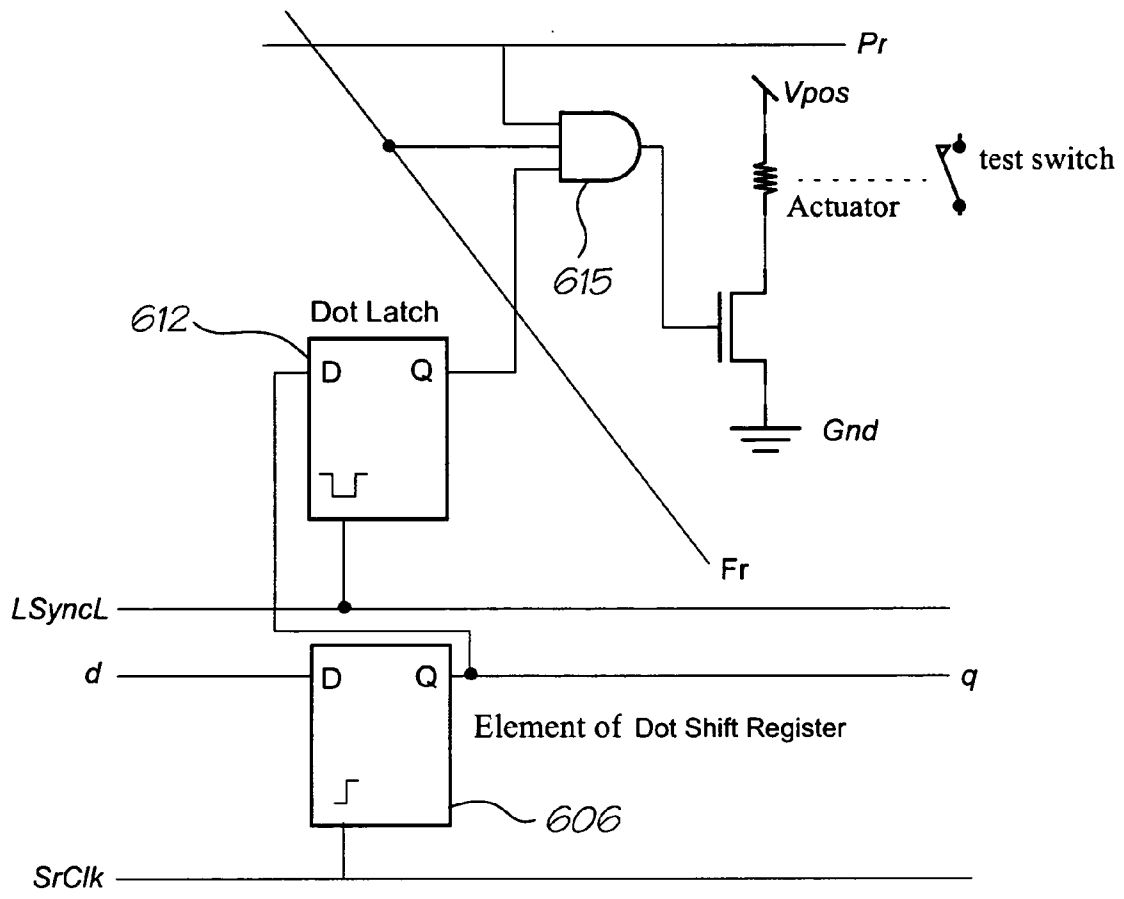 Pr
Vpos
test switch
Actuator
615
612
Dot Latch
D Q
Gnd
Fr
LSyncL
d
D Q
q
Element of Dot Shift Register
606
SrClk